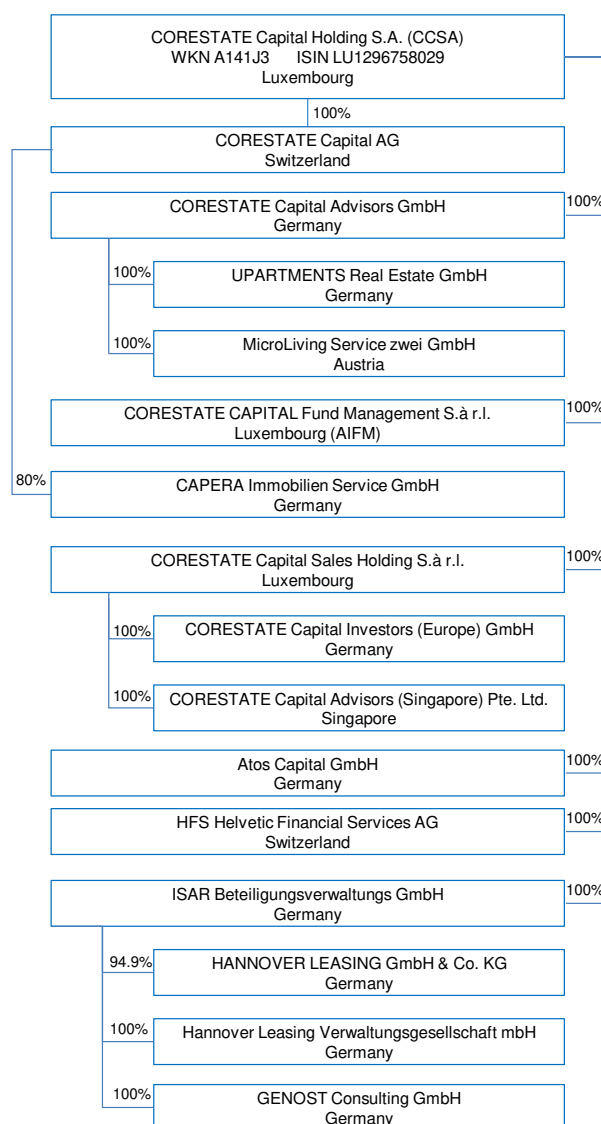 CORESTATE Capital Holding S.A. (CCSA)
WKN A141J3 ISIN LU1296758029
Luxembourg
100%
CORESTATE Capital AG
Switzerland
100%
CORESTATE Capital Advisors GmbH
Germany
100%
UPARTMENTS Real Estate GmbH
Germany
100%
MicroLiving Service zwei GmbH
Austria
100%
CORESTATE CAPITAL Fund Management S.à r.l.
Luxembourg (AIFM)
80%
CAPERA Immobilien Service GmbH
Germany
100%
CORESTATE Capital Sales Holding S.à r.l.
Luxembourg
100%
CORESTATE Capital Investors (Europe) GmbH
Germany
100%
CORESTATE Capital Advisors (Singapore) Pte. Ltd.
Singapore
100%
Atos Capital GmbH
Germany
100%
HFS Helvetic Financial Services AG
Switzerland
100%
ISAR Beteiligungsverwaltungs GmbH
Germany
94.9%
HANNOVER LEASING GmbH & Co. KG
Germany
100%
Hannover Leasing Verwaltungsgesellschaft mbH
Germany
100%
GENOST Consulting GmbH
Germany